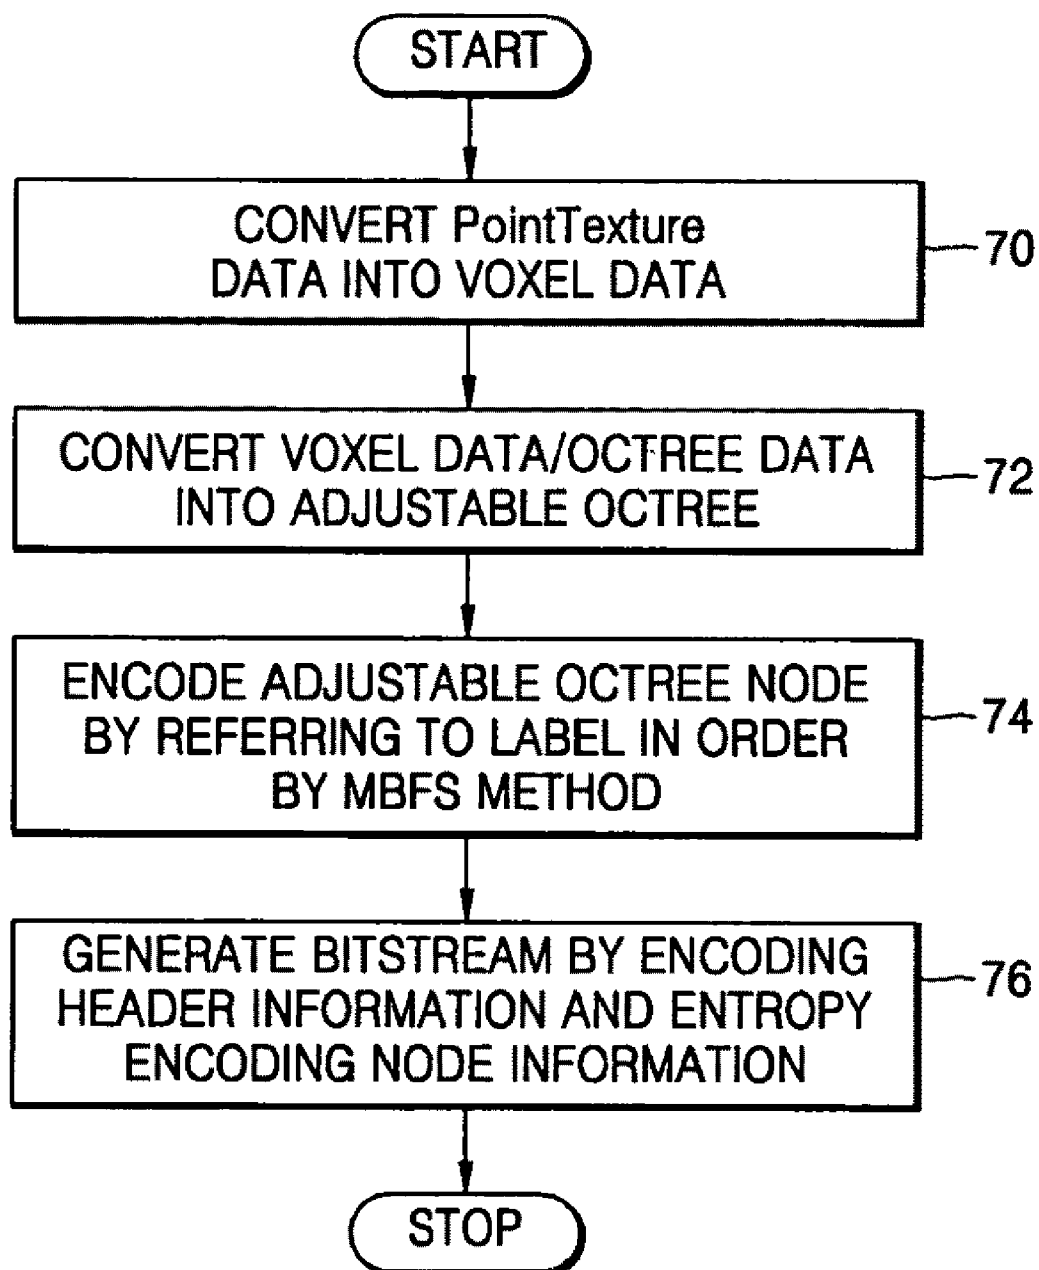 START
CONVERT PointTexture
DATA INTO VOXEL DATA
70
CONVERT VOXEL DATA/OCTREE DATA
INTO ADJUSTABLE OCTREE
72
ENCODE ADJUSTABLE OCTREE NODE
BY REFERRING TO LABEL IN ORDER
BY MBFS METHOD
74
GENERATE BITSTREAM BY ENCODING
HEADER INFORMATION AND ENTROPY
ENCODING NODE INFORMATION
76
STOP